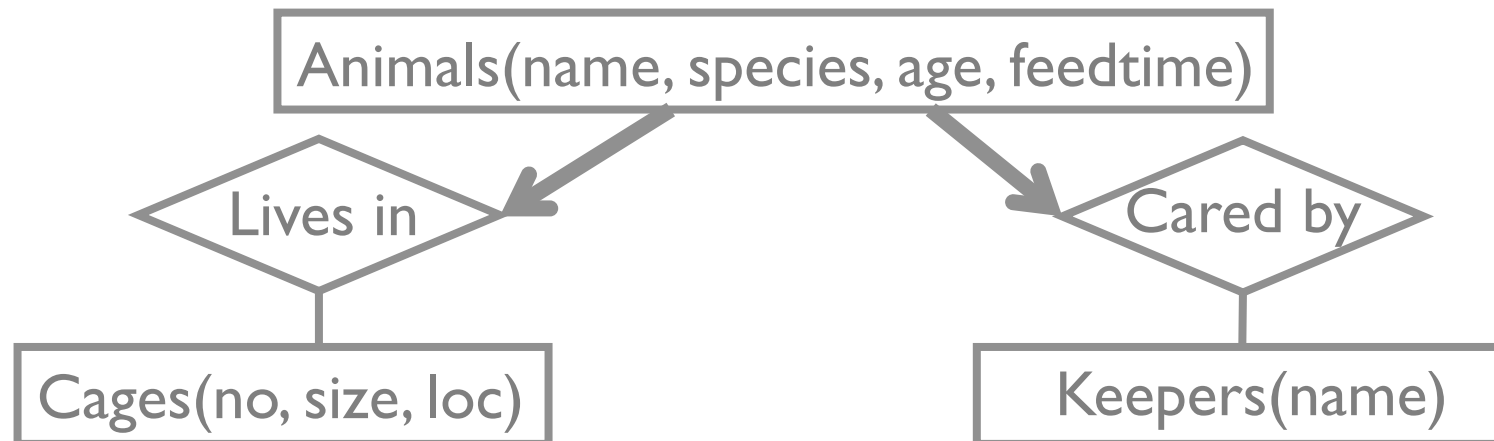 Animals(name, species, age, feedtime)
Lives in
Cared by
Cages(no, size, loc)
Keepers(name)